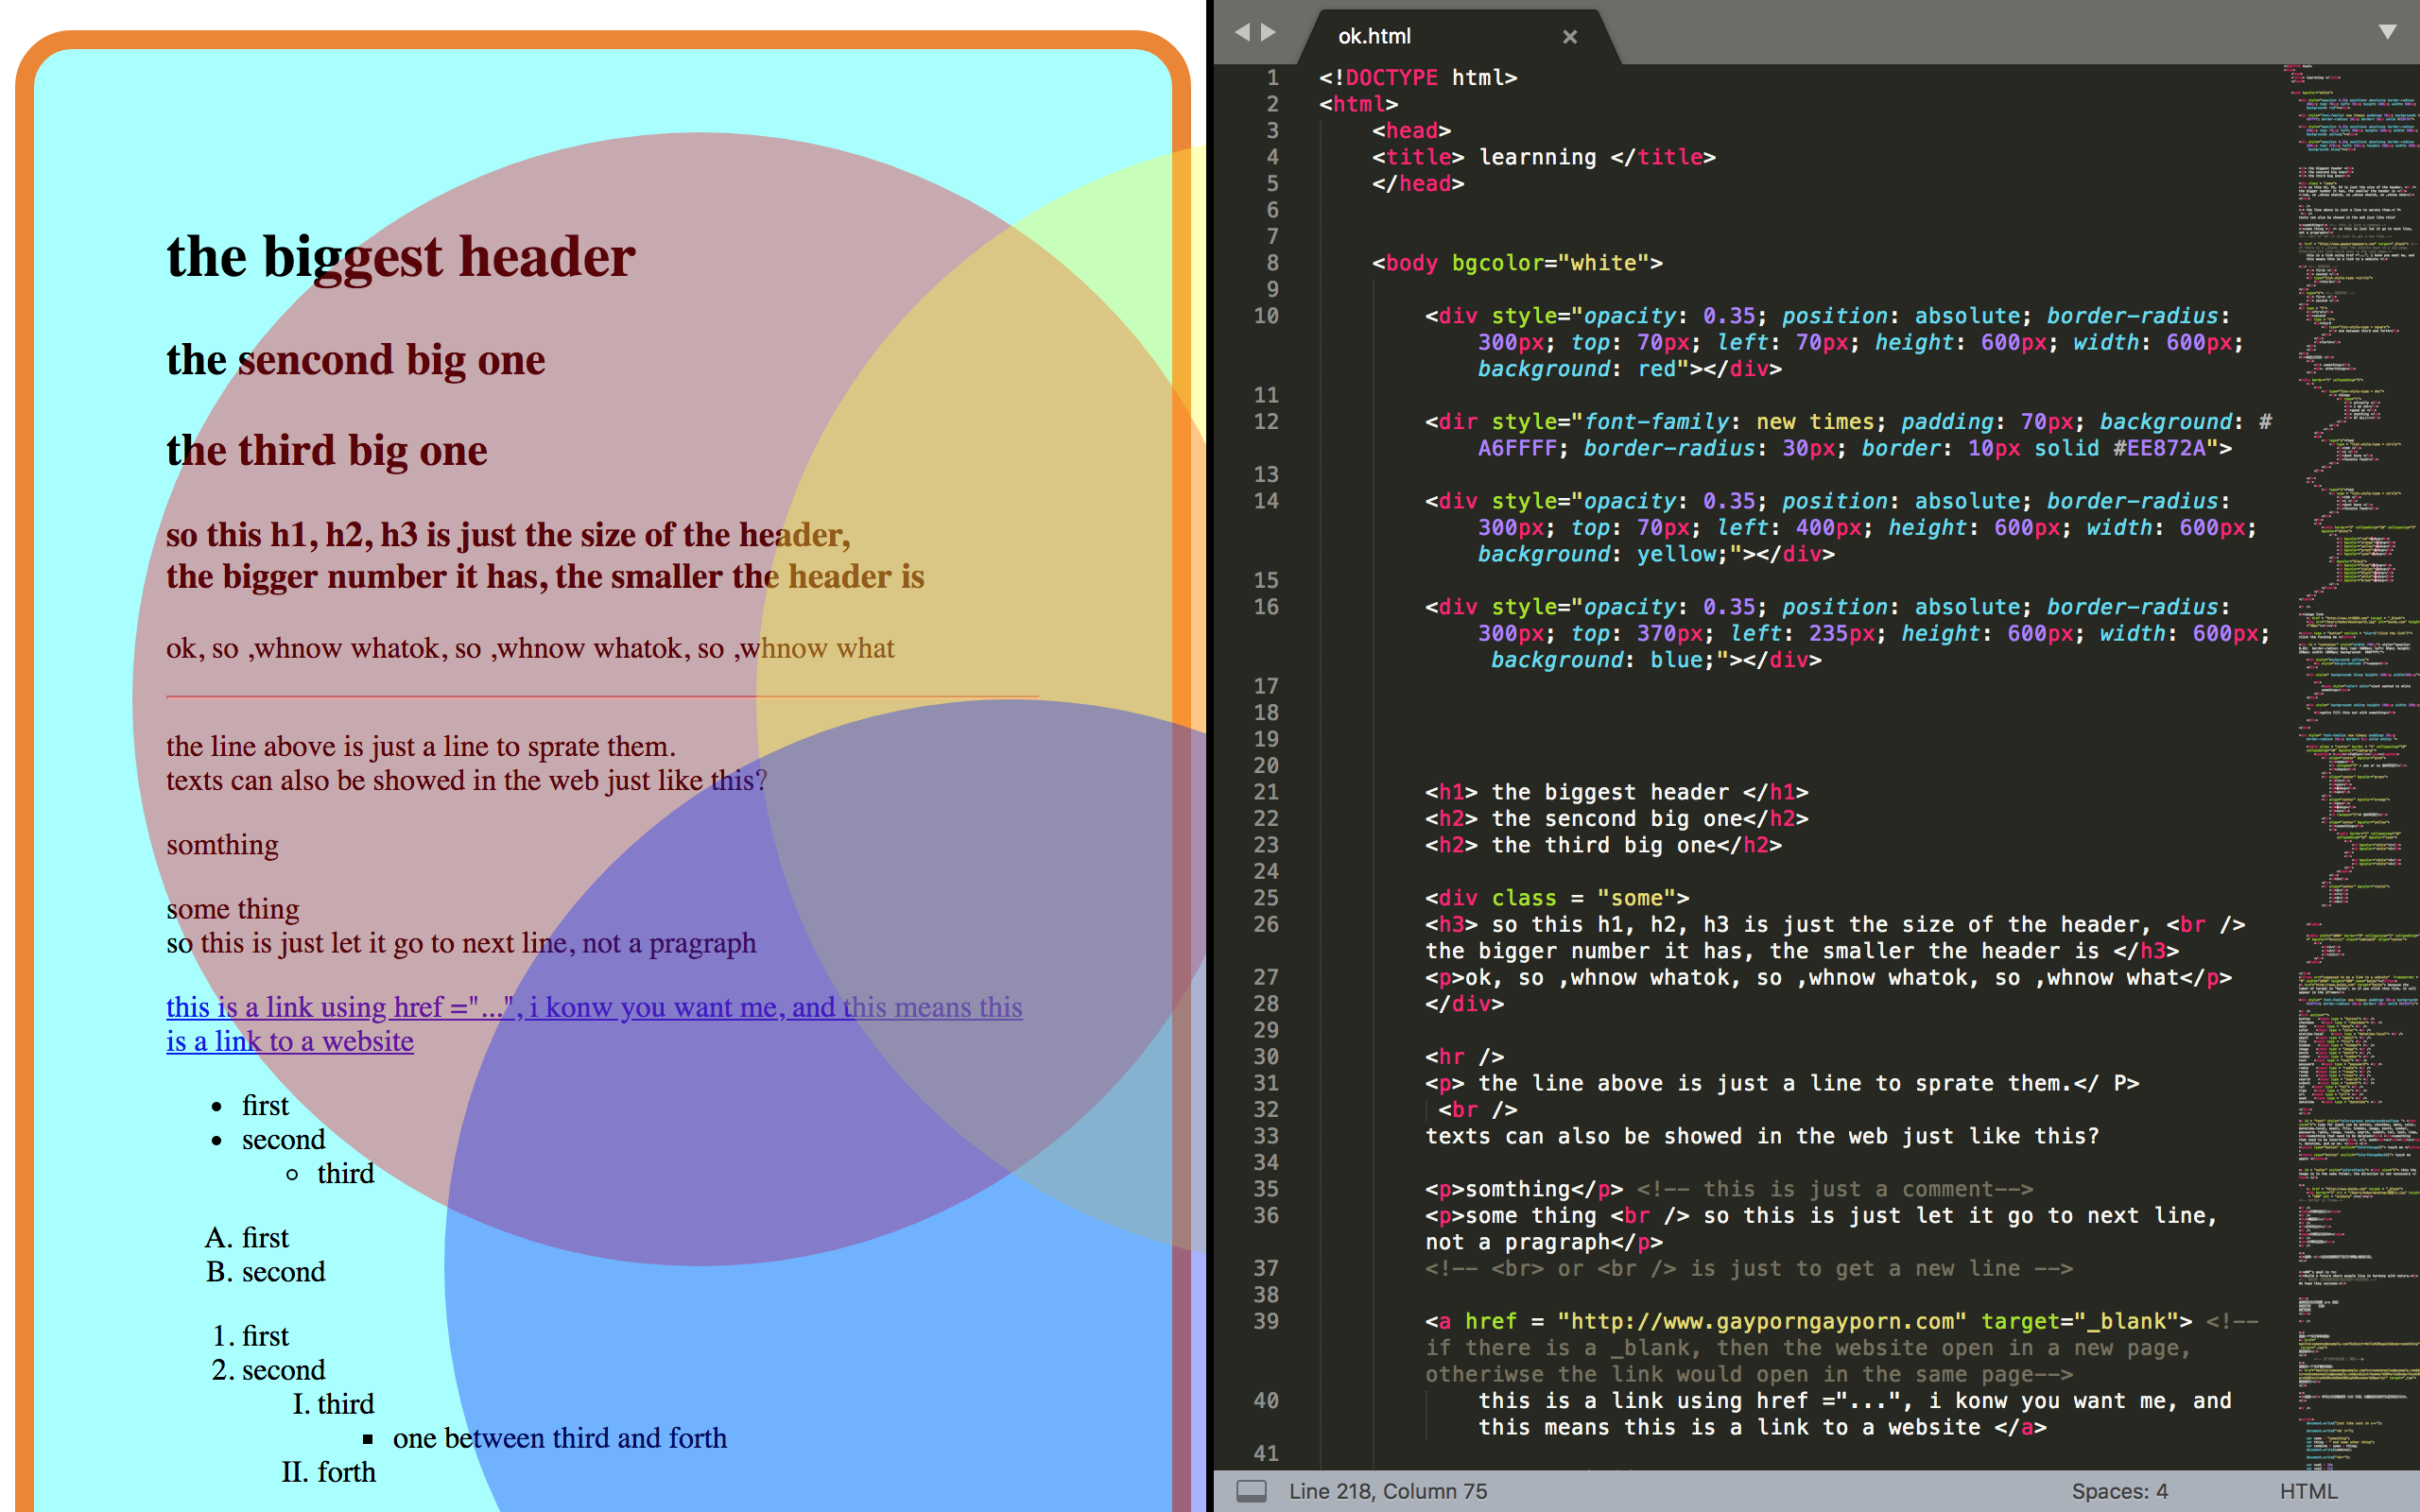 the biggest header
the sencond big one
the third big one
so this h1, h2, h3 is just the size of the header,
the bigger number it has, the smaller the header is
ok, so ,whnow whatok, so ,whnow whatok, so ,whnow what
the line above is just a line to sprate them.
texts can also be showed in the web just like this?
somthing
some thing
so this is just let it go to next line, not a pragraph
this is a link using href ="...", i konw you want me, and this means this
is a link to a website
• first
• second
○ third
A. first
B. second
1. first
2. second
I. third
▪ one between third and forth
II. forth
ok.html ×
1 <!DOCTYPE html>
2 <html>
3 <head>
4 <title> learnning </title>
5 </head>
6
7
8 <body bgcolor="white">
9
10 <div style="opacity: 0.35; position: absolute; border-radius:
300px; top: 70px; left: 70px; height: 600px; width: 600px;
background: red"></div>
11
12 <dir style="font-family: new times; padding: 70px; background: #
A6FFFF; border-radius: 30px; border: 10px solid #EE872A">
13
14 <div style="opacity: 0.35; position: absolute; border-radius:
300px; top: 70px; left: 400px; height: 600px; width: 600px;
background: yellow;"></div>
15
16 <div style="opacity: 0.35; position: absolute; border-radius:
300px; top: 370px; left: 235px; height: 600px; width: 600px;
background: blue;"></div>
17
18
19
20
21 <h1> the biggest header </h1>
22 <h2> the sencond big one</h2>
23 <h2> the third big one</h2>
24
25 <div class = "some">
26 <h3> so this h1, h2, h3 is just the size of the header, <br />
the bigger number it has, the smaller the header is </h3>
27 <p>ok, so ,whnow whatok, so ,whnow whatok, so ,whnow what</p>
28 </div>
29
30 <hr />
31 <p> the line above is just a line to sprate them.</ P>
32 <br />
33 texts can also be showed in the web just like this?
34
35 <p>somthing</p> <!-- this is just a comment-->
36 <p>some thing <br /> so this is just let it go to next line,
not a pragraph</p>
37 <!-- <br> or <br /> is just to get a new line -->
38
39 <a href = "http://www.gayporngayporn.com" target="_blank"> <!--
if there is a _blank, then the website open in a new page,
otheriwse the link would open in the same page-->
40 this is a link using href ="...", i konw you want me, and
this means this is a link to a website </a>
41
Line 218, Column 75
Spaces: 4
HTML